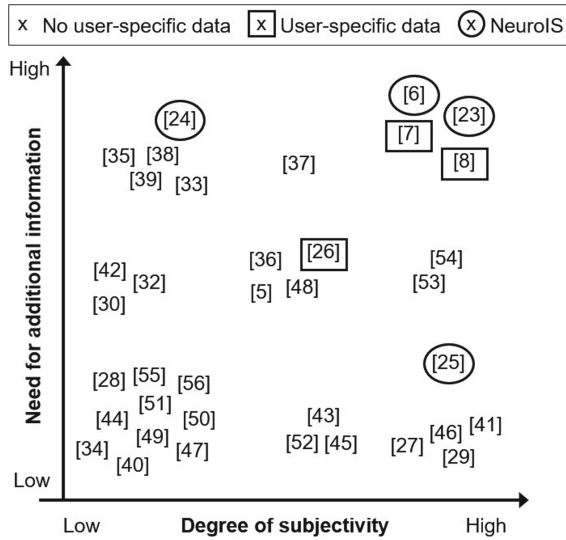 x No user-specific data x User-specific data x NeuroIS
High
[6]
[24] [23]
[7]
[35] [38] [37] [8]
[39] [33]
Need for additional information
[36] [26] [54]
[42] [32] [5] [48] [53]
[30]
[25]
[28] [55] [56]
[51]
[44] [50] [43] [41]
[49] [46]
[34] [47] [52] [45] [27] [29]
[40]
Low
Low Degree of subjectivity High